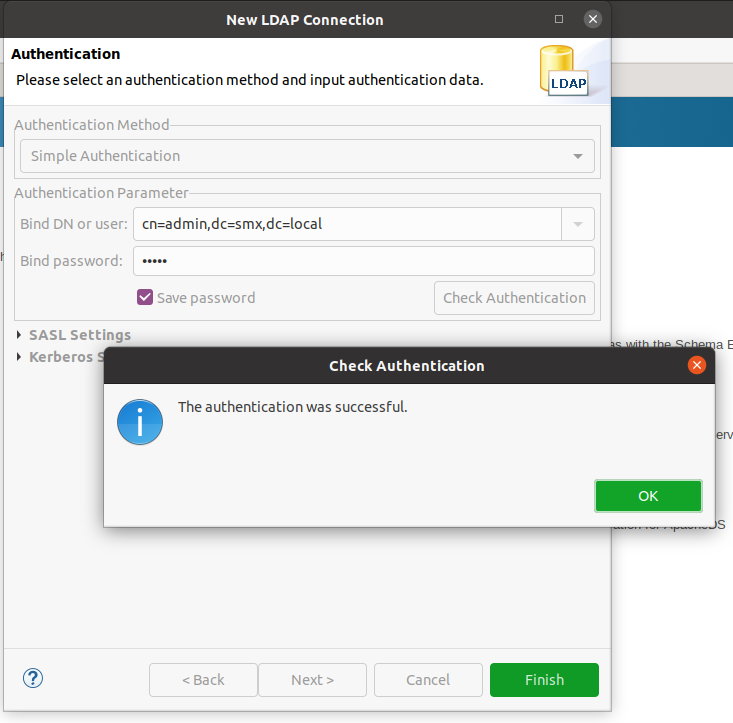 New LDAP Connection
Authentication
Please select an authentication method and input authentication data.
LDAP
Authentication Method
Simple Authentication
Authentication Parameter
Bind DN or user: cn=admin,dc=smx,dc=local
Bind password: •••••
Save password Check Authentication
SASL Settings
as with the Schema E
Kerberos S
Check Authentication
The authentication was successful.
erv
OK
ation for ApacheDS
? < Back Next > Cancel Finish